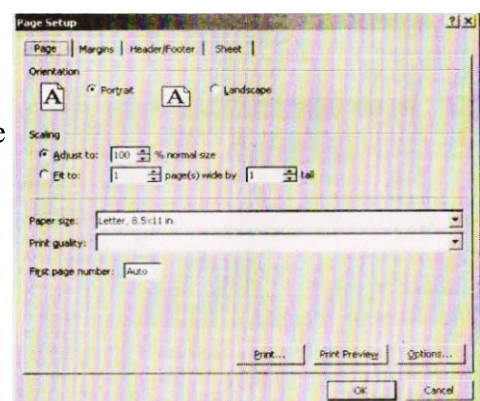 Page Setup
Page Margins Header/Footer Sheet
Orientation
A Portrait A Landscape
e
Scaling
Adjust to: 100 % normal size
Fit to: 1 page(s) wide by 1 tall
Paper size: Letter, 8.5x11 in.
Print quality:
First page number: Auto
Print... Print Preview Options...
OK Cancel